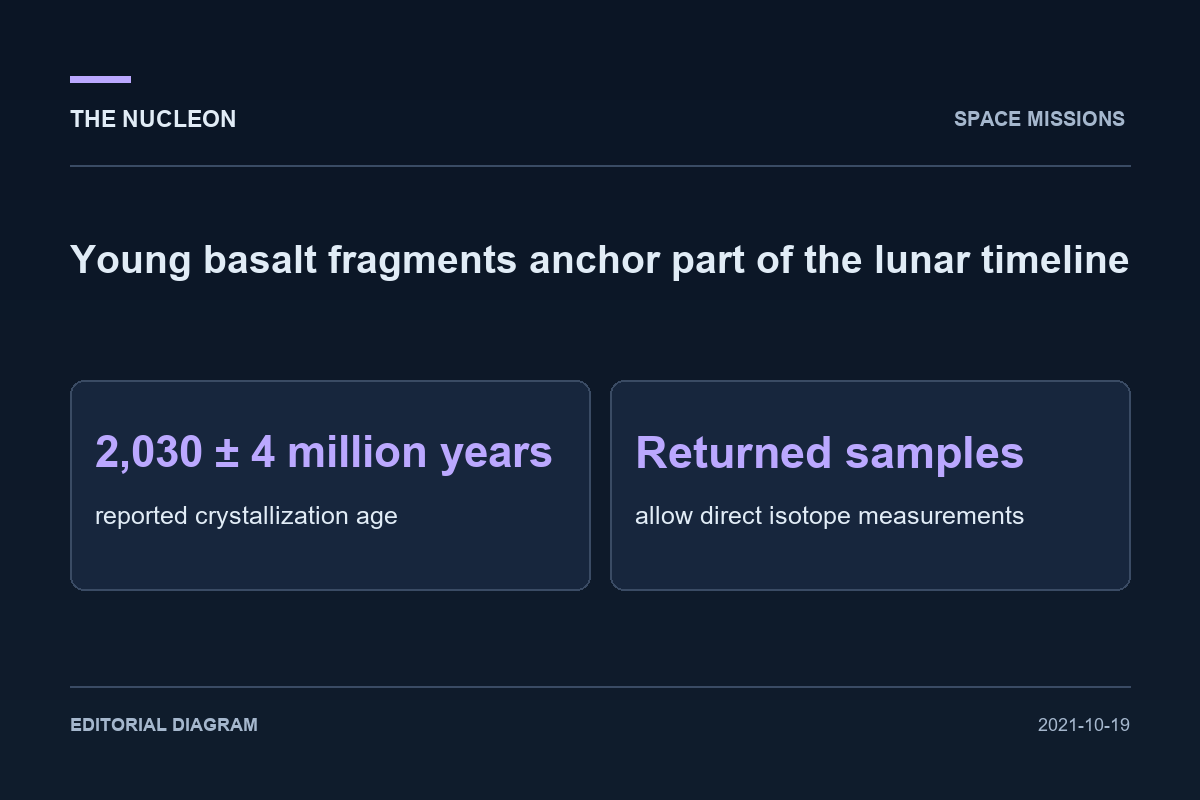 THE NUCLEON
SPACE MISSIONS
Young basalt fragments anchor part of the lunar timeline
2,030 ± 4 million years
reported crystallization age
Returned samples
allow direct isotope measurements
EDITORIAL DIAGRAM
2021-10-19